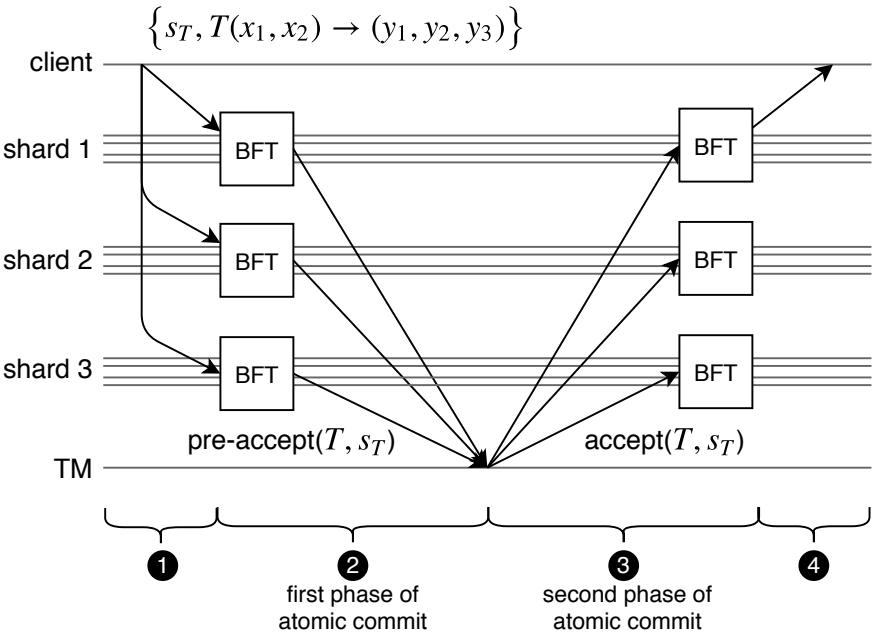 {s_T, T(x_1, x_2) → (y_1, y_2, y_3)}
client
shard 1
BFT
BFT
shard 2
BFT
BFT
shard 3
BFT
BFT
pre-accept(T, s_T)
accept(T, s_T)
TM
1
2
3
4
first phase of
atomic commit
second phase of
atomic commit